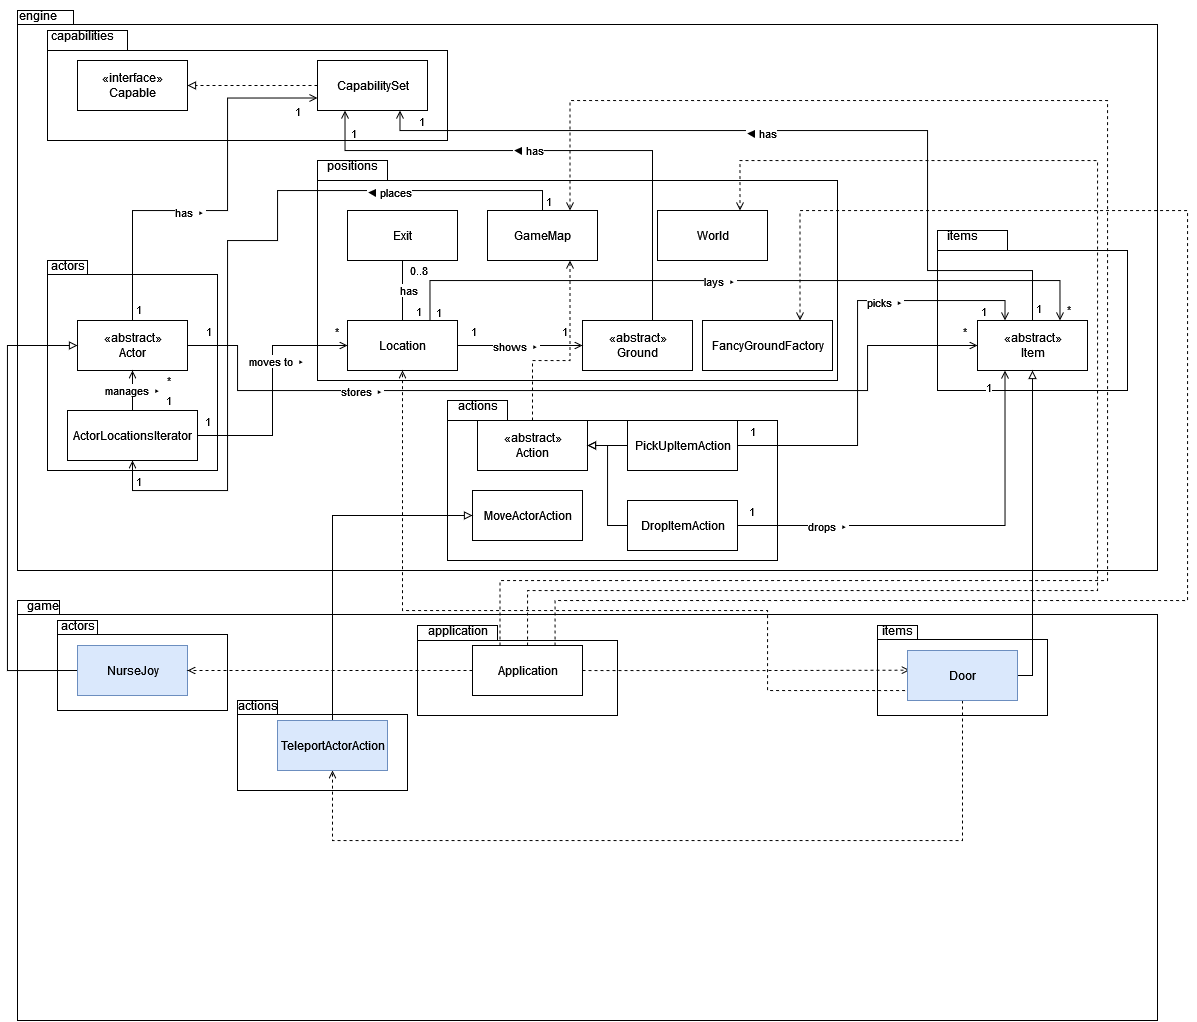 engine
capabilities
«interface»
Capable
CapabilitySet
1
1
1
has
has
positions
places
1
has
Exit
GameMap
World
items
actors
0..8
has
lays
picks
1
1
1
1
1
*
«abstract»
Actor
1
*
Location
1
shows
1
«abstract»
Ground
FancyGroundFactory
*
«abstract»
Item
moves to
manages
*
1
stores
1
ActorLocationsIterator
1
actions
«abstract»
Action
PickUpItemAction
1
1
MoveActorAction
DropItemAction
1
drops
game
actors
application
items
NurseJoy
Application
Door
actions
TeleportActorAction